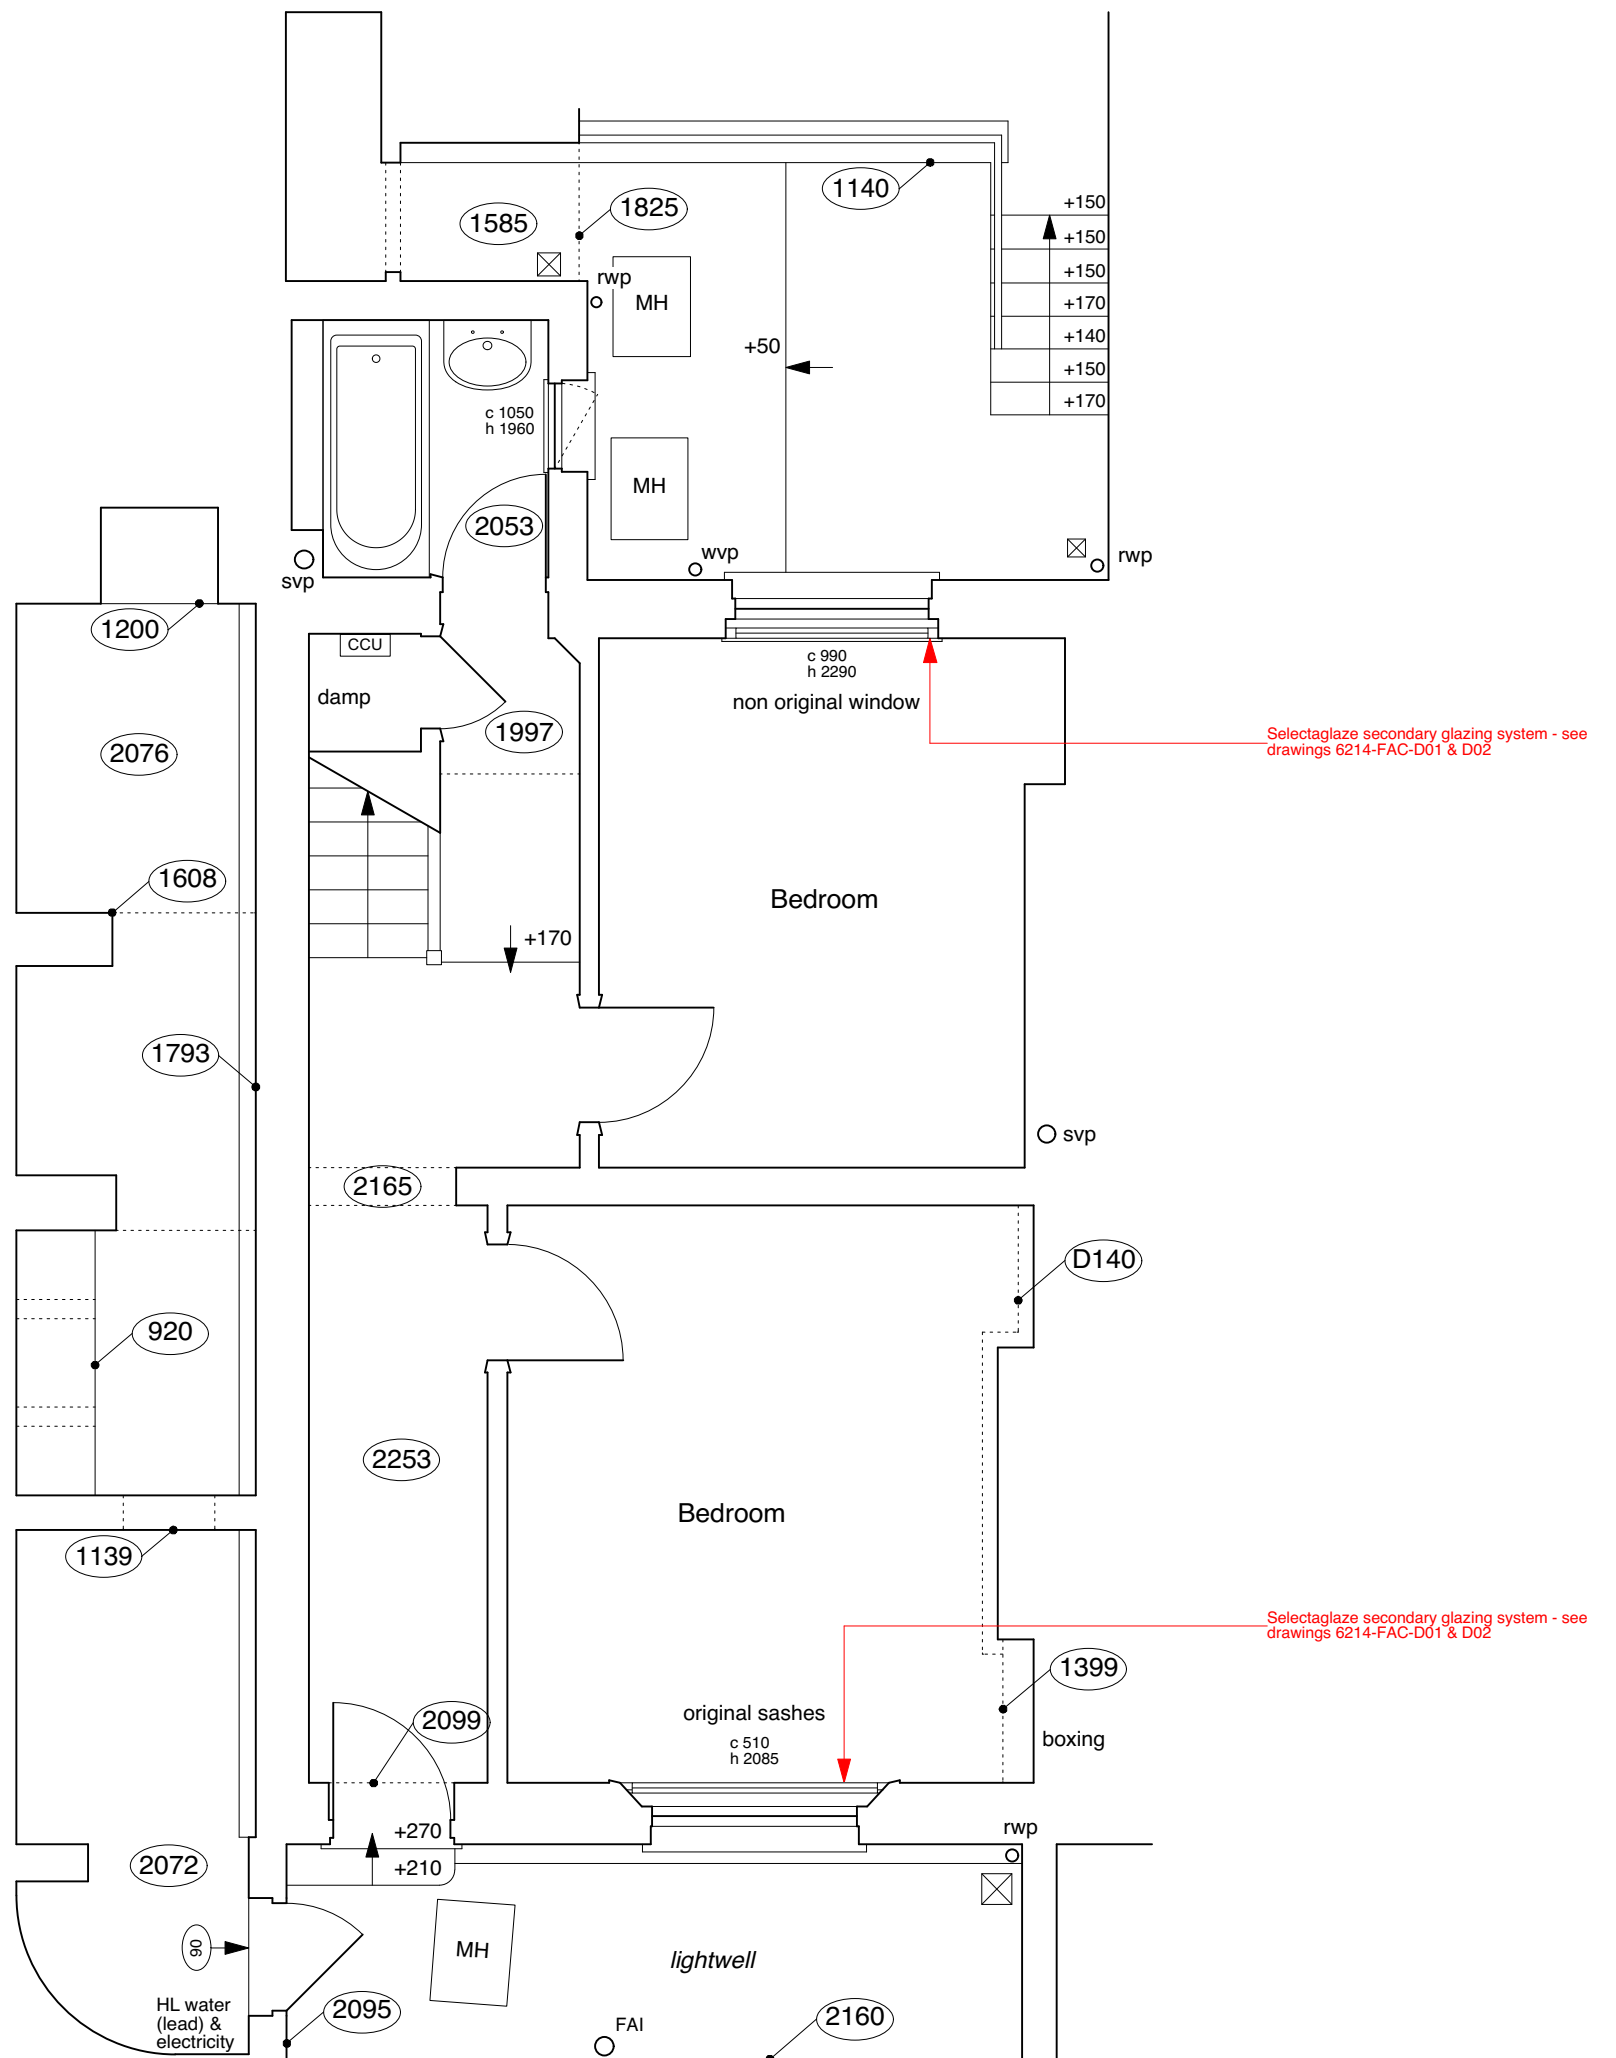 1140
1585
1825
+150
+150
+150
+170
+140
+150
+170
rwp
MH
+50
c 1050
h 1960
MH
2053
wvp
rwp
svp
1200
CCU
damp
1997
2076
c 990
h 2290
non original window
Selectaglaze secondary glazing system - see
drawings 6214-FAC-D01 & D02
1608
Bedroom
+170
1793
svp
2165
D140
920
2253
Bedroom
1139
Selectaglaze secondary glazing system - see
drawings 6214-FAC-D01 & D02
1399
original sashes
2099
c 510
h 2085
boxing
+270
rwp
2072
+210
90
MH
lightwell
HL water
(lead) &
electricity
2095
FAI
2160